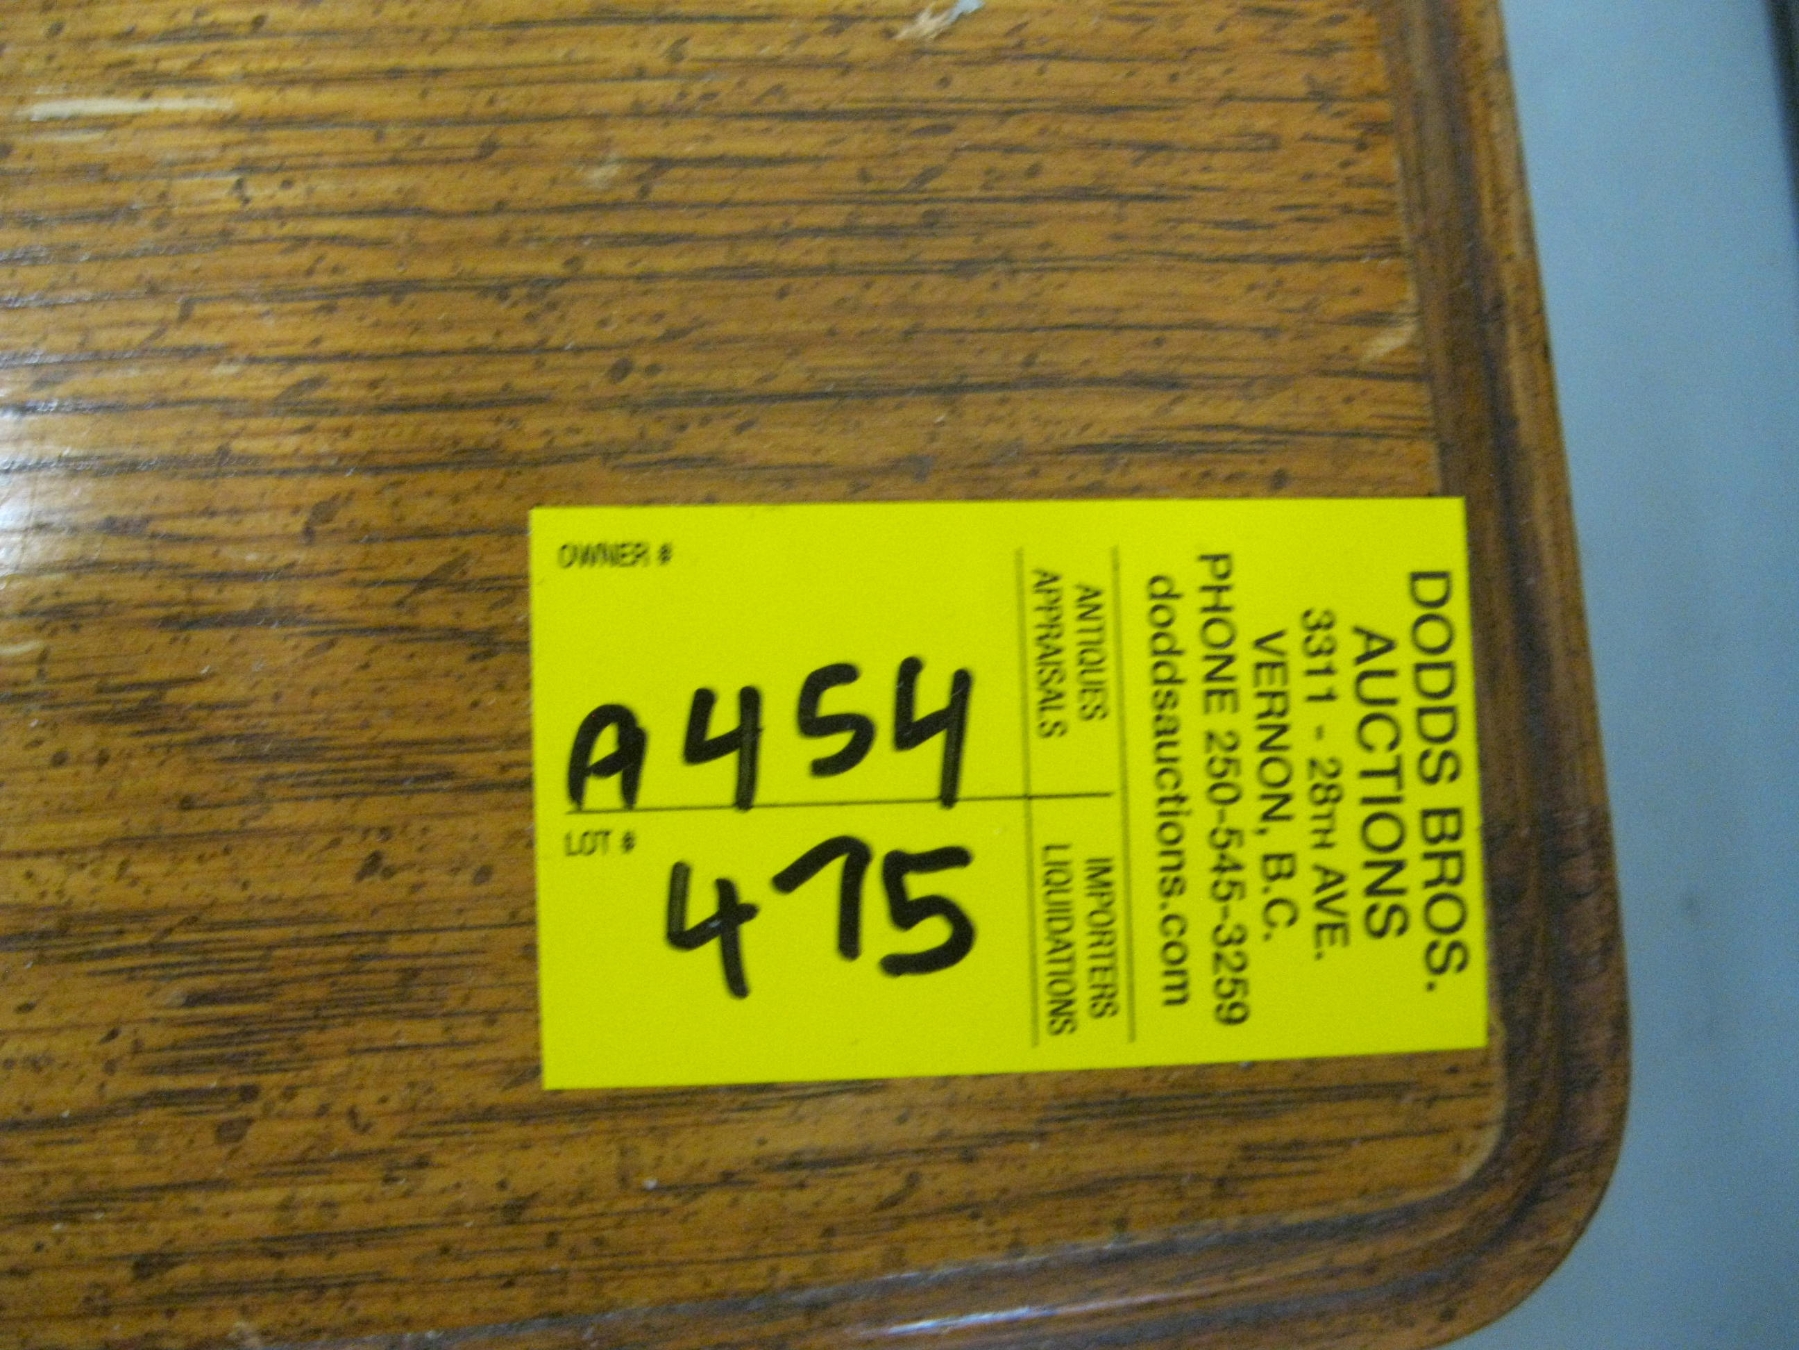 DODDS BROS.
AUCTIONS
3311 - 28TH AVE.
VERNON, B.C.
PHONE 250-545-3259
doddsauctions.com
ANTIQUES IMPORTERS
APPRAISALS LIQUIDATIONS
OWNER #
A454
LOT #
475